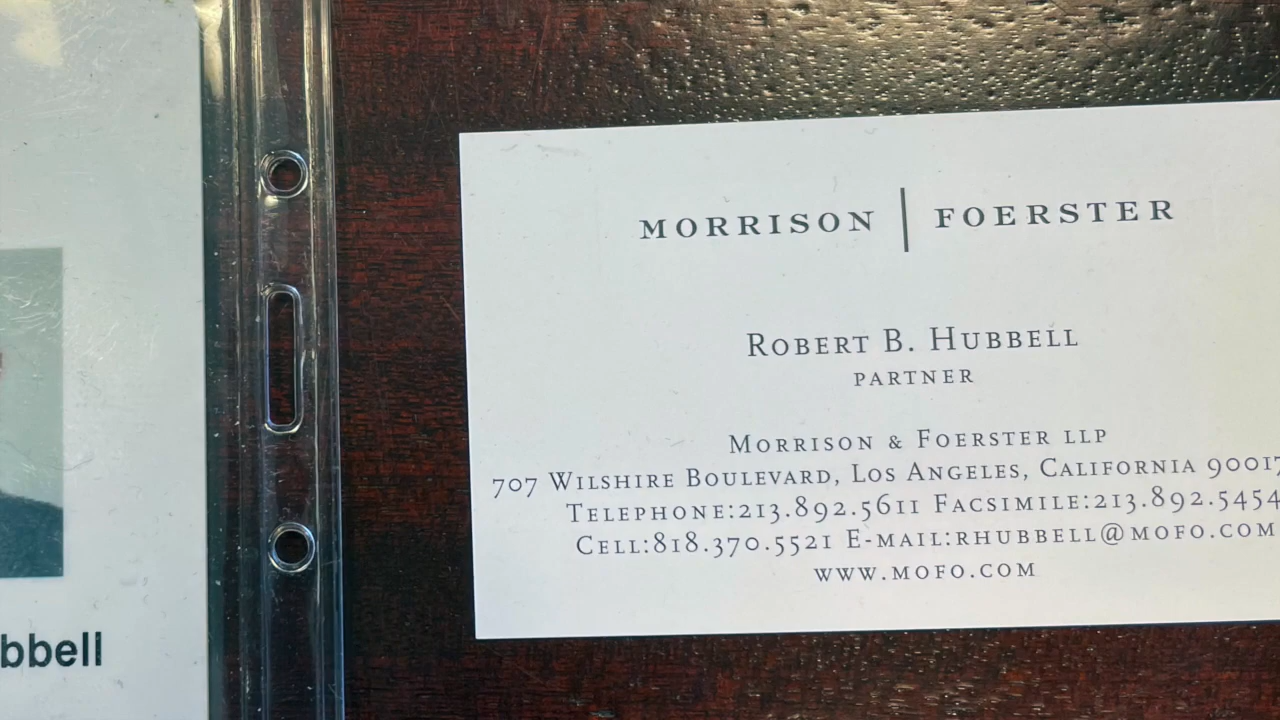 MORRISON | FOERSTER
ROBERT B. HUBBELL
PARTNER
MORRISON & FOERSTER LLP
707 WILSHIRE BOULEVARD, LOS ANGELES, CALIFORNIA 90017
TELEPHONE:213.892.5611 FACSIMILE:213.892.5454
CELL:818.370.5521 E-MAIL:RHUBBELL@MOFO.COM
WWW.MOFO.COM
bbell